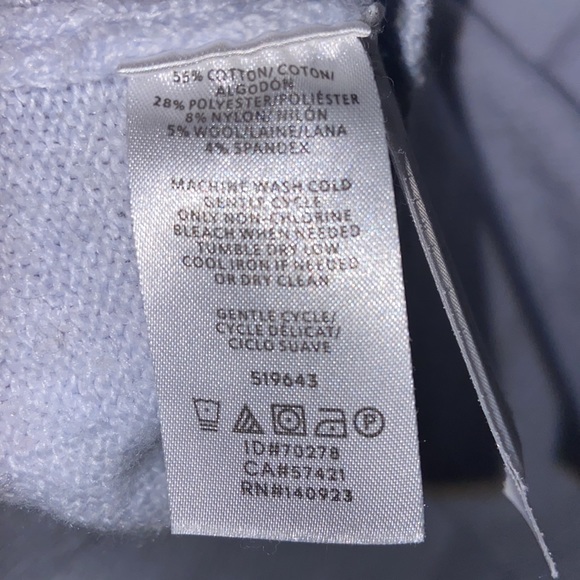 55% COTTON/COTON/
ALGODÓN
28% POLYESTER/POLIÉSTER
8% NYLON/NILÓN
5% WOOL/LAINE/LANA
4% SPANDEX
MACHINE WASH COLD
GENTLE CYCLE
ONLY NON-CHLORINE
BLEACH WHEN NEEDED
TUMBLE DRY LOW
COOL IRON IF NEEDED
OR DRY CLEAN
GENTLE CYCLE/
CYCLE DÉLICAT/
CICLO SUAVE
519643
P
ID#70278
CA#57421
RN#140923